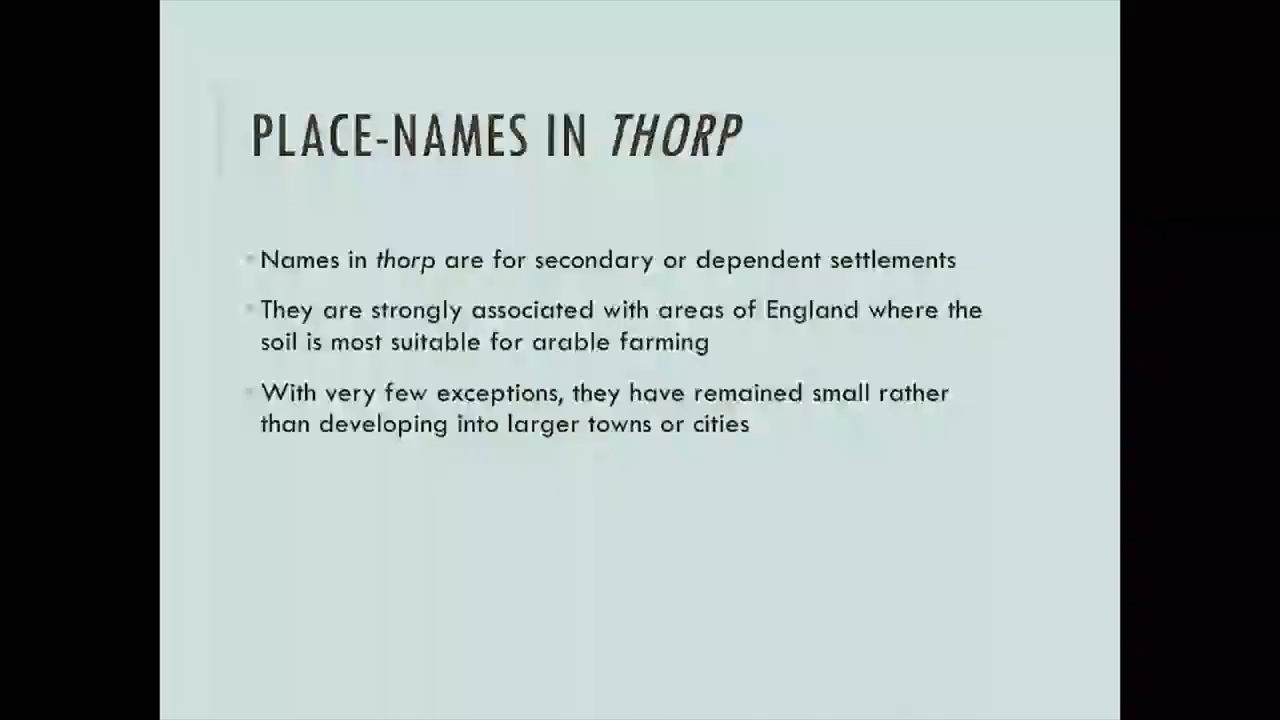 PLACE-NAMES IN THORP
Names in thorp are for secondary or dependent settlements
They are strongly associated with areas of England where the
soil is most suitable for arable farming
With very few exceptions, they have remained small rather
than developing into larger towns or cities